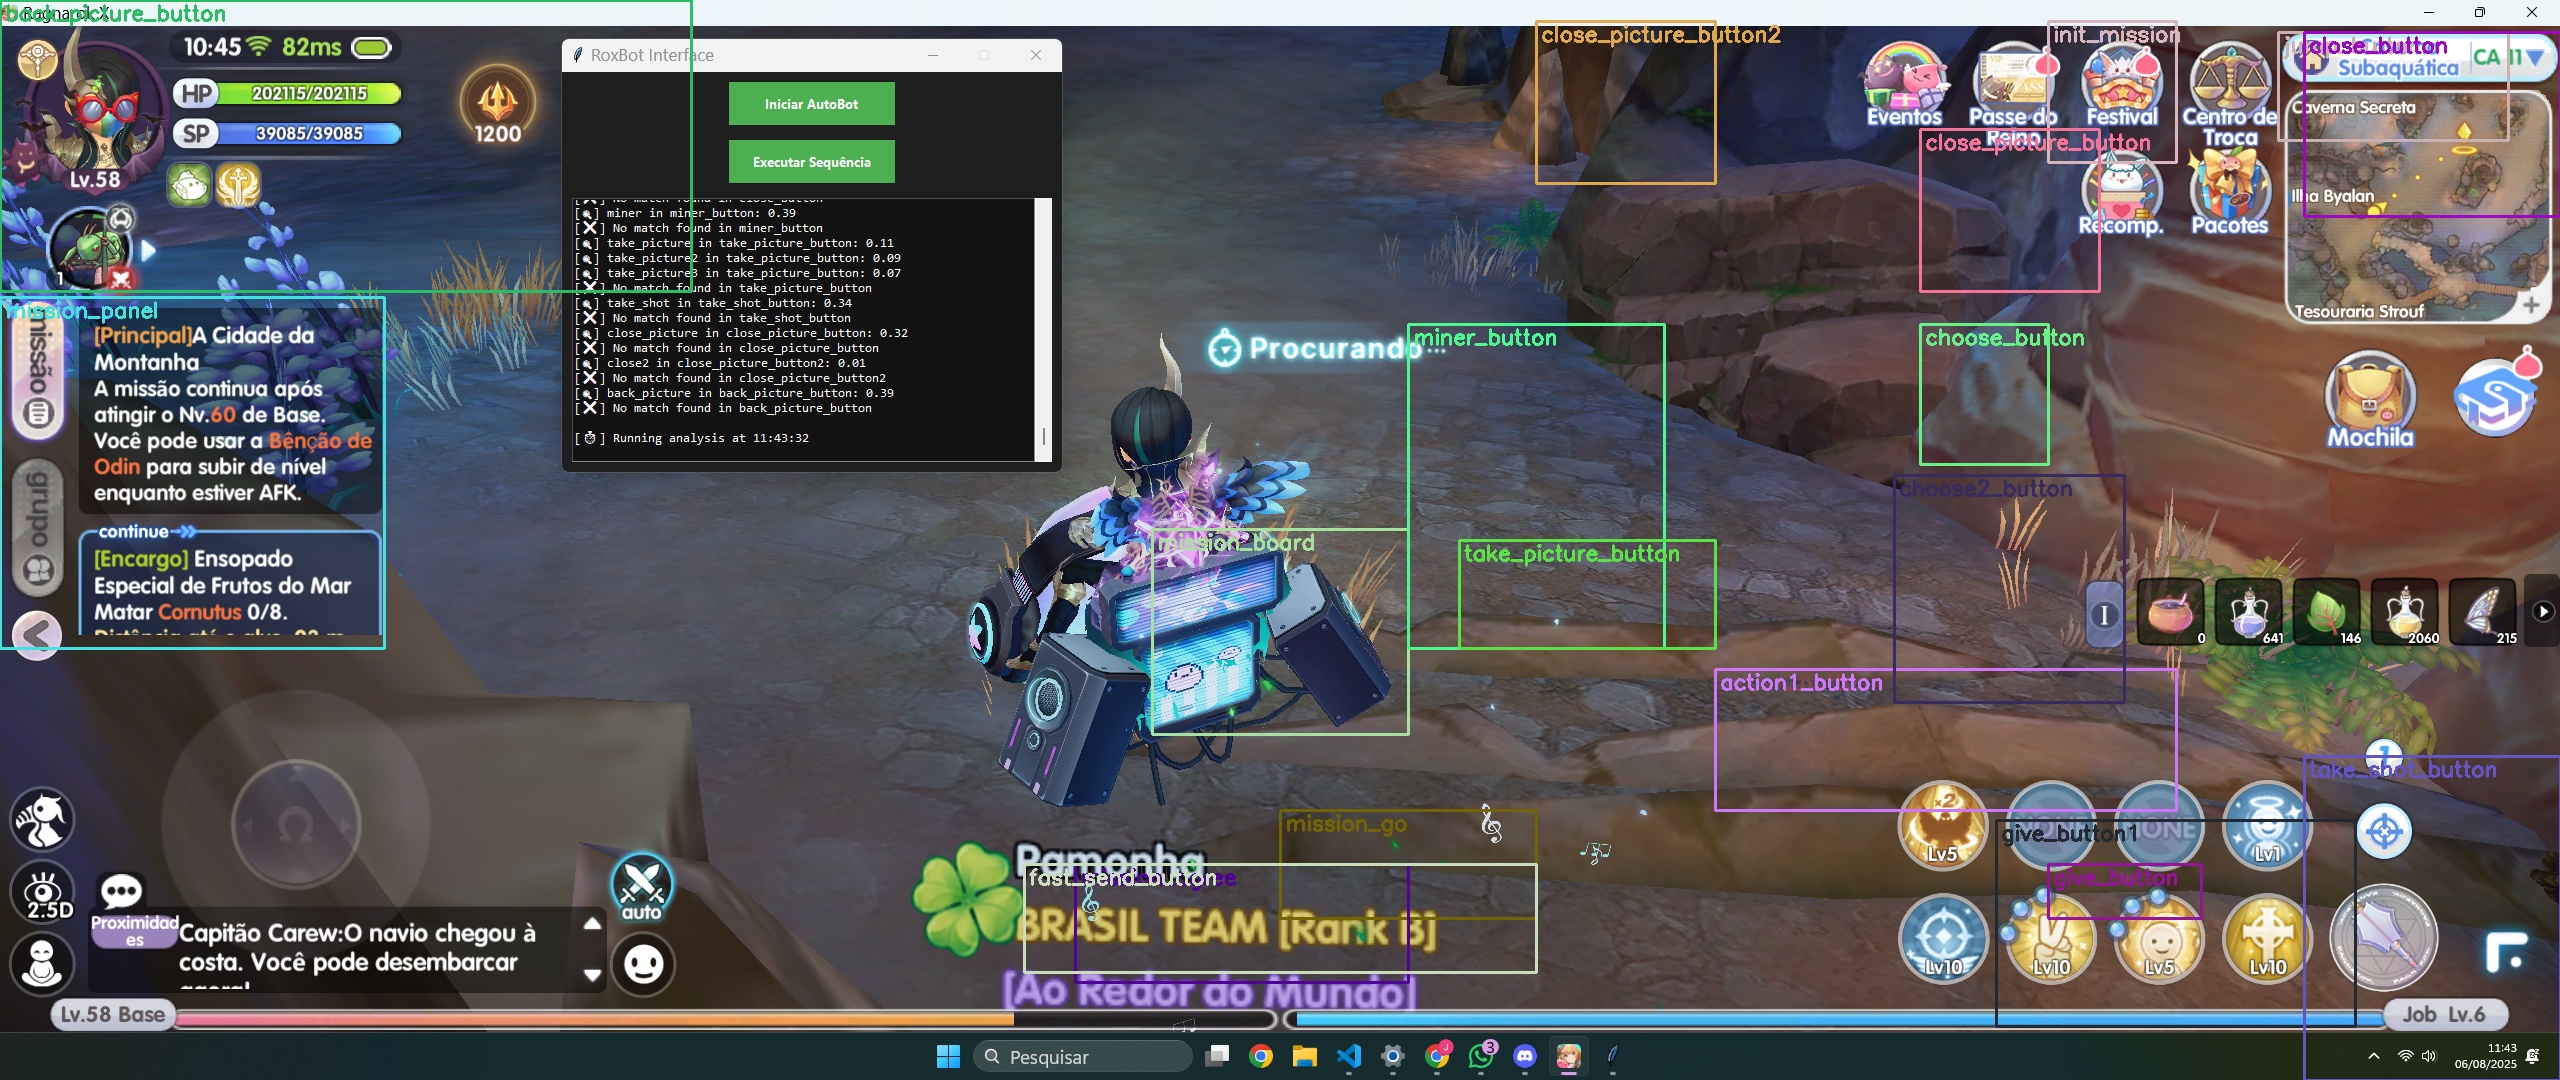 back_picture_button
10:45
82ms
HP 202115/202115
SP 39085/39085
1200
Lv.58
1
RoxBot Interface
Iniciar AutoBot
Executar Sequência
[ ] miner in miner_button: 0.39
[X] No match found in miner_button
[ ] take_picture in take_picture_button: 0.11
[ ] take_picture2 in take_picture_button: 0.09
[ ] take_picture3 in take_picture_button: 0.07
[X] No match found in take_picture_button
[ ] take_shot in take_shot_button: 0.34
[X] No match found in take_shot_button
[ ] close_picture in close_picture_button: 0.32
[X] No match found in close_picture_button
[ ] close2 in close_picture_button2: 0.01
[X] No match found in close_picture_button2
[ ] back_picture in back_picture_button: 0.39
[X] No match found in back_picture_button
[ ] Running analysis at 11:43:32
close_picture_button2
init_mission
close_button
Subaquática
CA 11
Eventos
Passe do Reino
Festival
Centro de Troca
close_picture_button
Recomp.
Pacotes
Caverna Secreta
Ilha Byalan
Tesouraria Strouf
mission_panel
missão
grupo
[Principal]A Cidade da
Montanha
A missão continua após
atingir o Nv.60 de Base.
Você pode usar a Bênção de
Odin para subir de nível
enquanto estiver AFK.
continue
[Encargo] Ensopado
Especial de Frutos do Mar
Matar Cornutus 0/8.
Procurando...
miner_button
choose_button
Mochila
choose2_button
mission_board
take_picture_button
I
0
641
146
2060
215
action1_button
take_shot_button
mission_go
give_button1
give_button
x2
Lv5
NONE
Lv1
Lv10
Lv10
Lv5
Lv10
2.5D
auto
Proximidades
Capitão Carew:O navio chegou à
costa. Você pode desembarcar
Pamonha
fast_send_button
BRASIL TEAM [Rank B]
[Ao Redor do Mundo]
Lv.58 Base
Job Lv.6
Pesquisar
3
11:43
06/08/2025